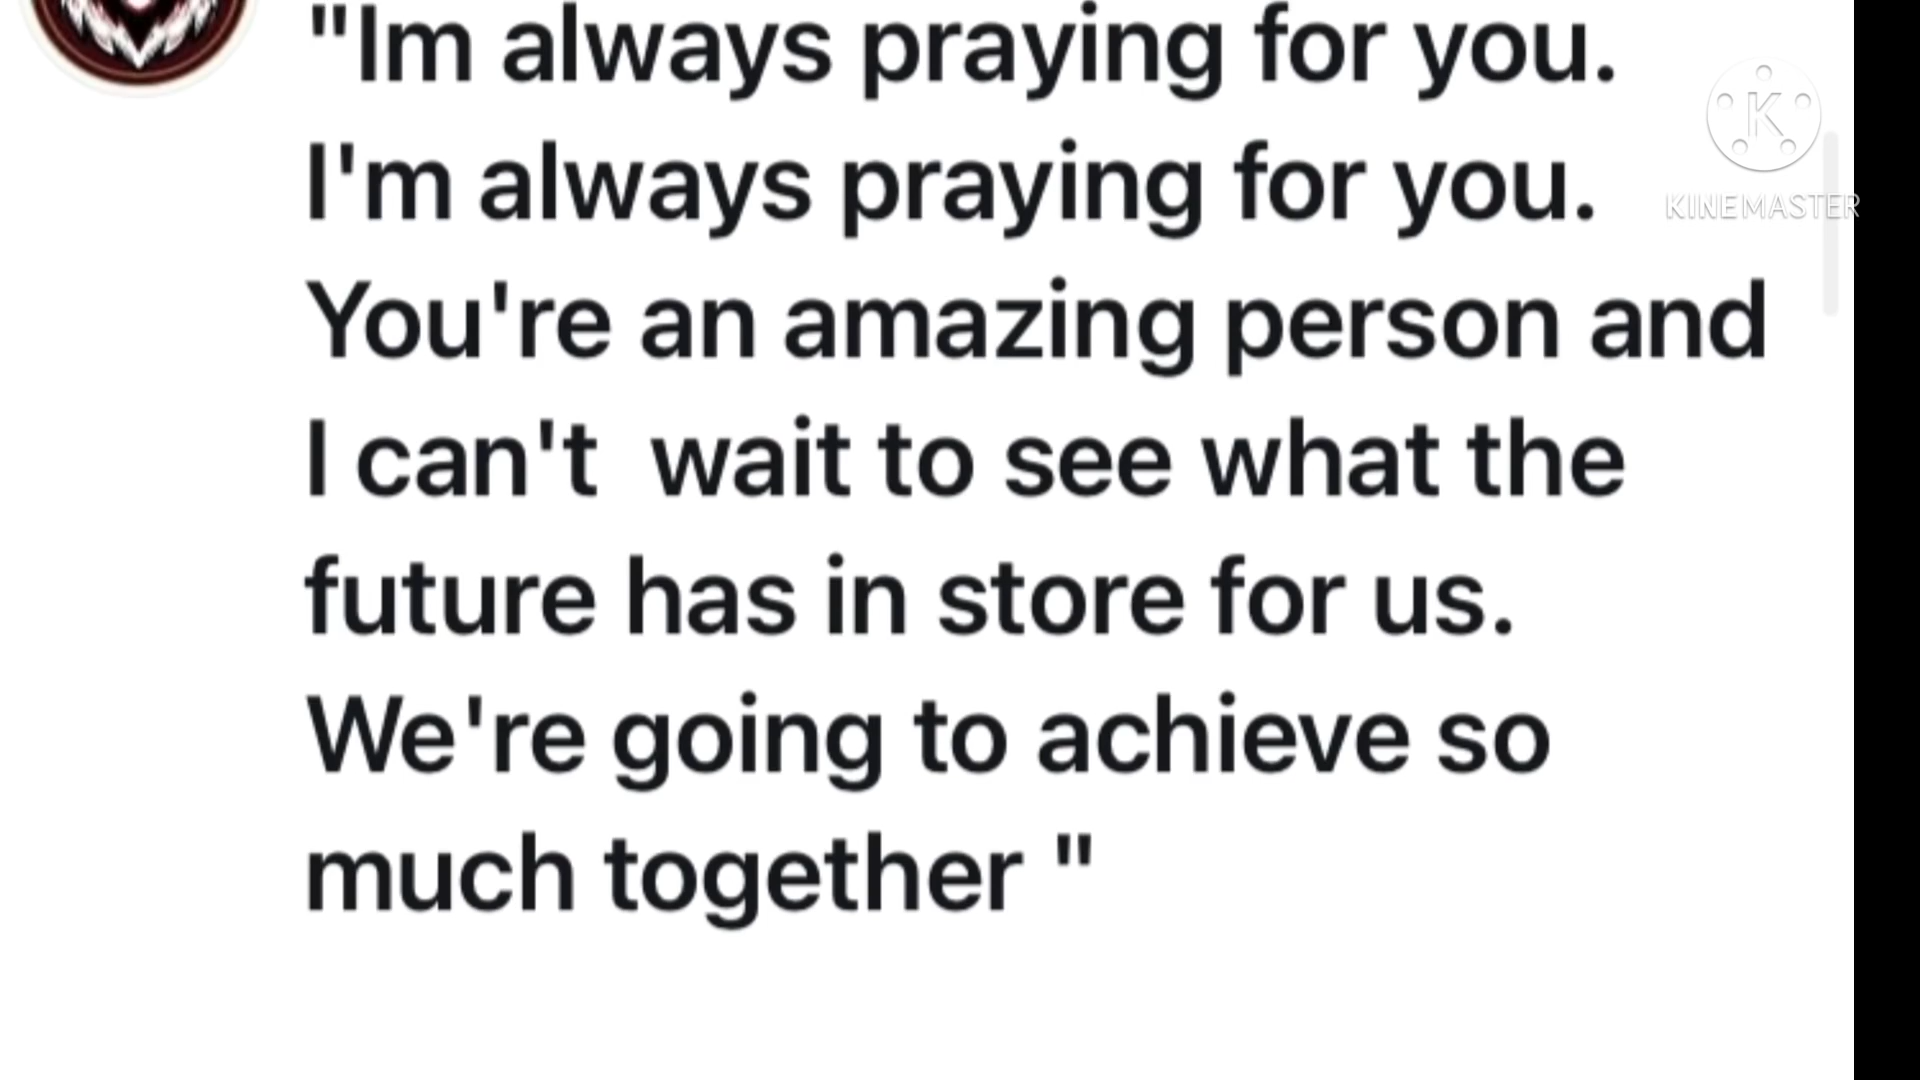 "Im always praying for you.
I'm always praying for you.
You're an amazing person and
I can't  wait to see what the
future has in store for us.
We're going to achieve so
much together "
K
KINEMASTER